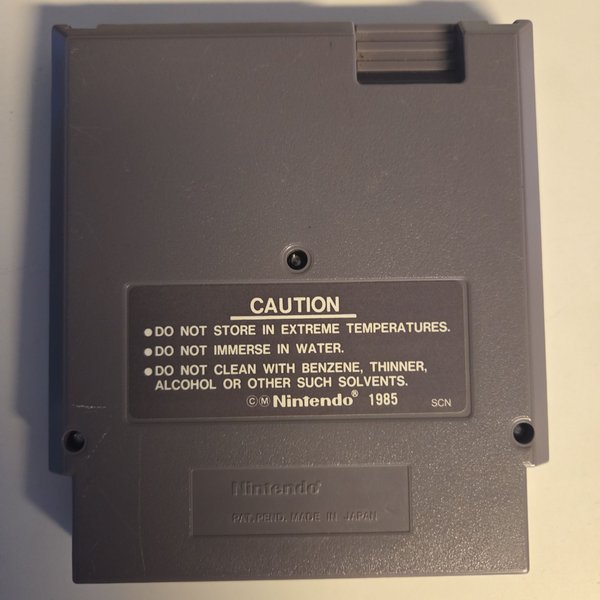 CAUTION
●DO NOT STORE IN EXTREME TEMPERATURES.
●DO NOT IMMERSE IN WATER.
●DO NOT CLEAN WITH BENZENE, THINNER,
ALCOHOL OR OTHER SUCH SOLVENTS.
©Ⓜ Nintendo® 1985 SCN
Nintendo®
PAT. PEND. MADE IN JAPAN